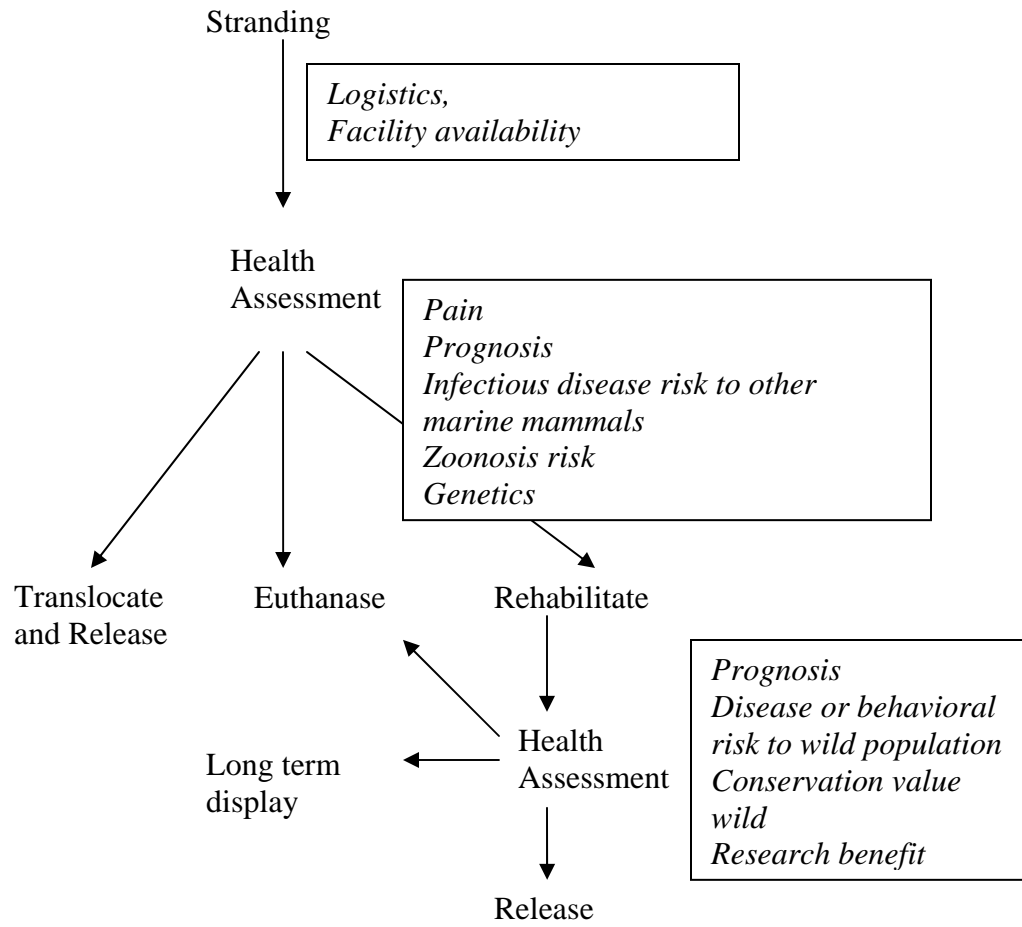 Stranding
Logistics,
Facility availability
Health
Assessment
Pain
Prognosis
Infectious disease risk to other
marine mammals
Zoonosis risk
Genetics
Translocate
and Release
Euthanase
Rehabilitate
Prognosis
Disease or behavioral
risk to wild population
Conservation value
wild
Research benefit
Health
Assessment
Long term
display
Release